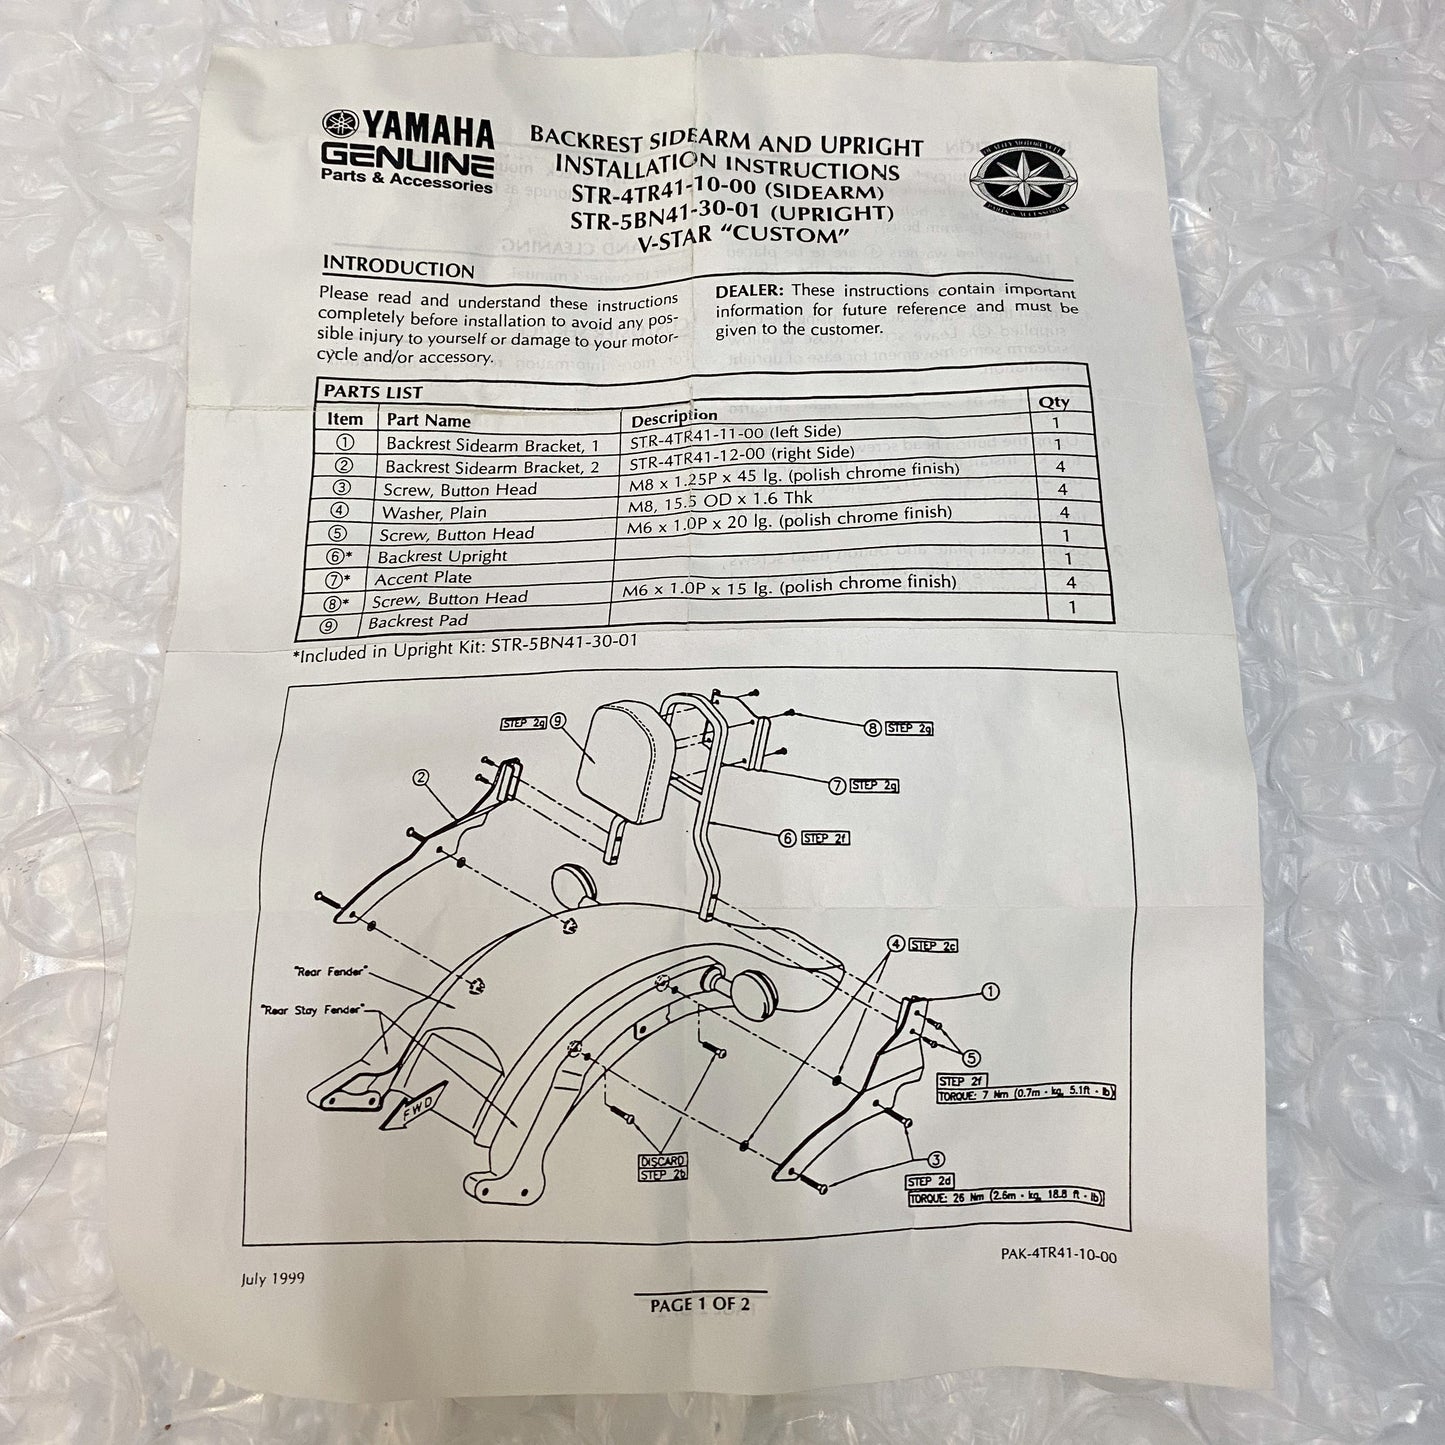 YAMAHA
GENUINE
Parts & Accessories
BACKREST SIDEARM AND UPRIGHT
INSTALLATION INSTRUCTIONS
STR-4TR41-10-00 (SIDEARM)
STR-5BN41-30-01 (UPRIGHT)
V-STAR “CUSTOM”
PARTS & ACCESSORIES
INTRODUCTION
Please read and understand these instructions
completely before installation to avoid any pos-
sible injury to yourself or damage to your motor-
cycle and/or accessory.
DEALER: These instructions contain important
information for future reference and must be
given to the customer.
PARTS LIST
Item Part Name Description Qty
① Backrest Sidearm Bracket, 1 STR-4TR41-11-00 (left Side) 1
② Backrest Sidearm Bracket, 2 STR-4TR41-12-00 (right Side) 1
③ Screw, Button Head M8 x 1.25P x 45 lg. (polish chrome finish) 4
④ Washer, Plain M8, 15.5 OD x 1.6 Thk 4
⑤ Screw, Button Head M6 x 1.0P x 20 lg. (polish chrome finish) 4
⑥* Backrest Upright 1
⑦* Accent Plate 1
⑧* Screw, Button Head M6 x 1.0P x 15 lg. (polish chrome finish) 4
⑨ Backrest Pad 1
*Included in Upright Kit: STR-5BN41-30-01
STEP 2g ⑨
⑧ STEP 2g
②
⑦ STEP 2g
⑥ STEP 2f
④ STEP 2c
"Rear Fender"
①
"Rear Stay Fender"
⑤
STEP 2f
TORQUE: 7 Nm (0.7m - kg, 5.1ft - lb)
FWD
DISCARD
STEP 2b
③
STEP 2d
TORQUE: 26 Nm (2.6m - kg, 18.8 ft - lb)
PAK-4TR41-10-00
July 1999
PAGE 1 OF 2